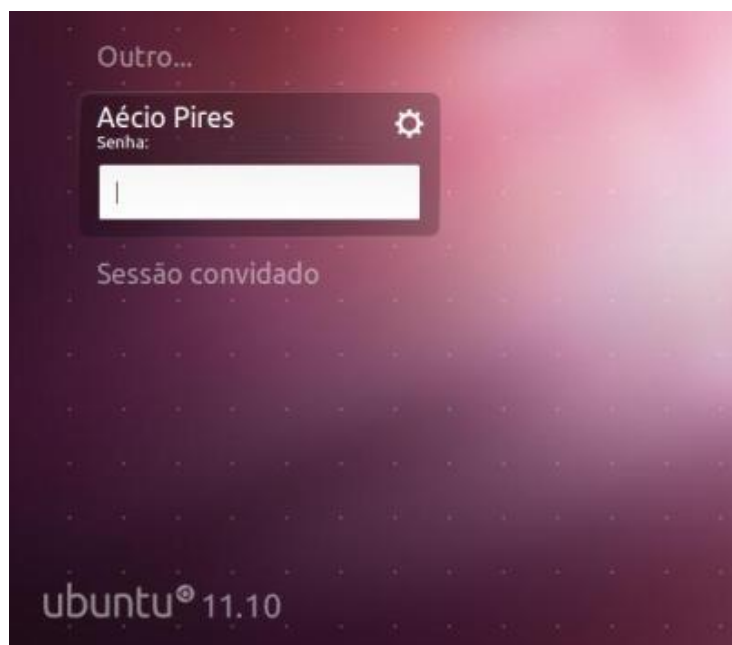 Outro...
Aécio Pires
Senha:
Sessão convidado
ubuntu® 11.10